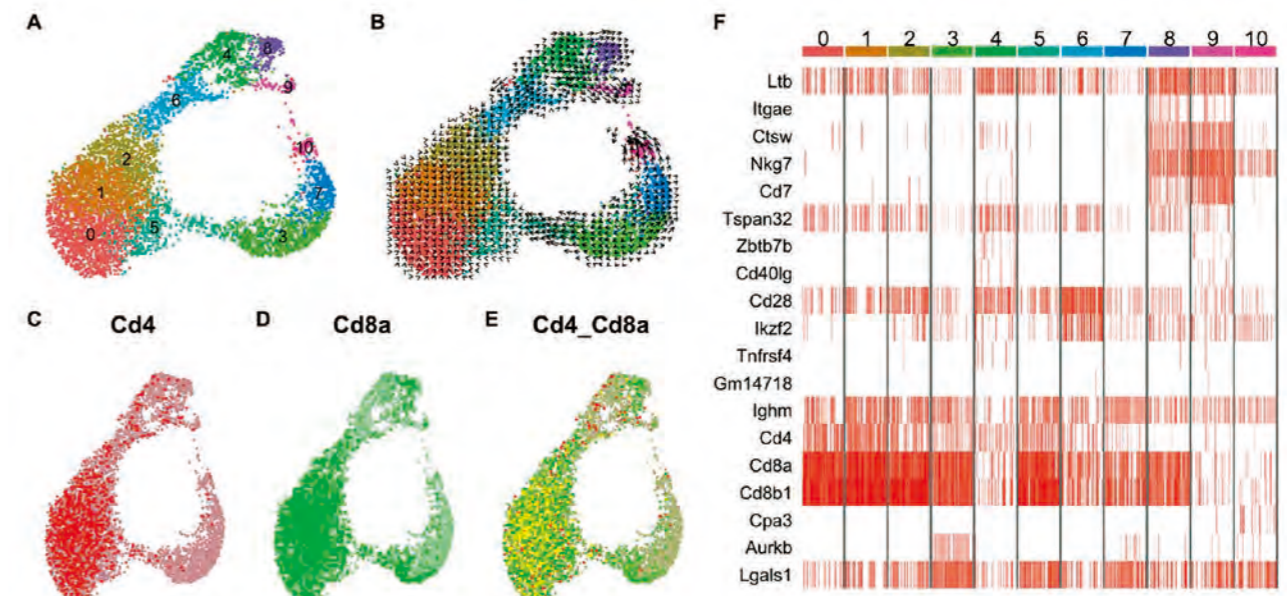 A
B
F
4
8
9
6
10
2
7
1
0
5
3
C
Cd4
D
Cd8a
E
Cd4_Cd8a
0 1 2 3 4 5 6 7 8 9 10
Ltb
Itgae
Ctsw
Nkg7
Cd7
Tspan32
Zbtb7b
Cd40lg
Cd28
Ikzf2
Tnfrsf4
Gm14718
Ighm
Cd4
Cd8a
Cd8b1
Cpa3
Aurkb
Lgals1